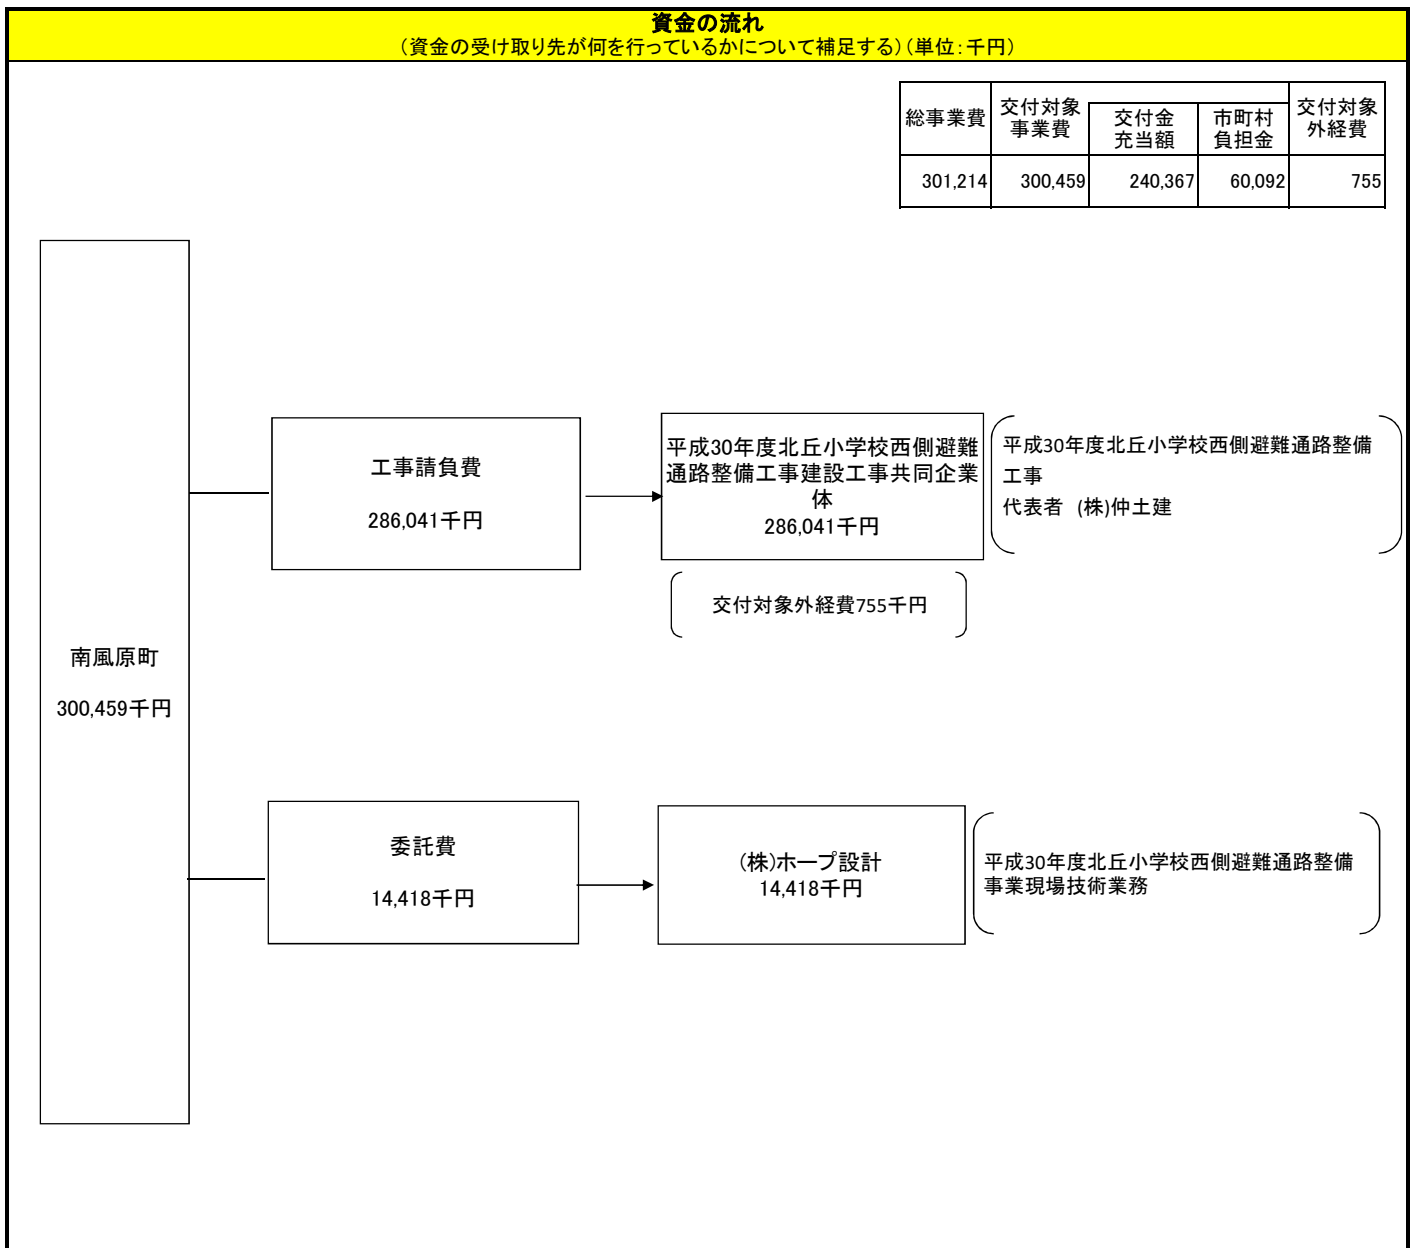 資金の流れ
（資金の受け取り先が何を行っているかについて補足する）（単位：千円）
総事業費
交付対象
事業費
交付金
充当額
市町村
負担金
交付対象
外経費
301,214 300,459 240,367 60,092 755
工事請負費
286,041千円
平成30年度北丘小学校西側避難
通路整備工事建設工事共同企業
体
286,041千円
平成30年度北丘小学校西側避難通路整備
工事
代表者 (株)仲土建
交付対象外経費755千円
南風原町
300,459千円
委託費
14,418千円
(株)ホープ設計
14,418千円
平成30年度北丘小学校西側避難通路整備
事業現場技術業務